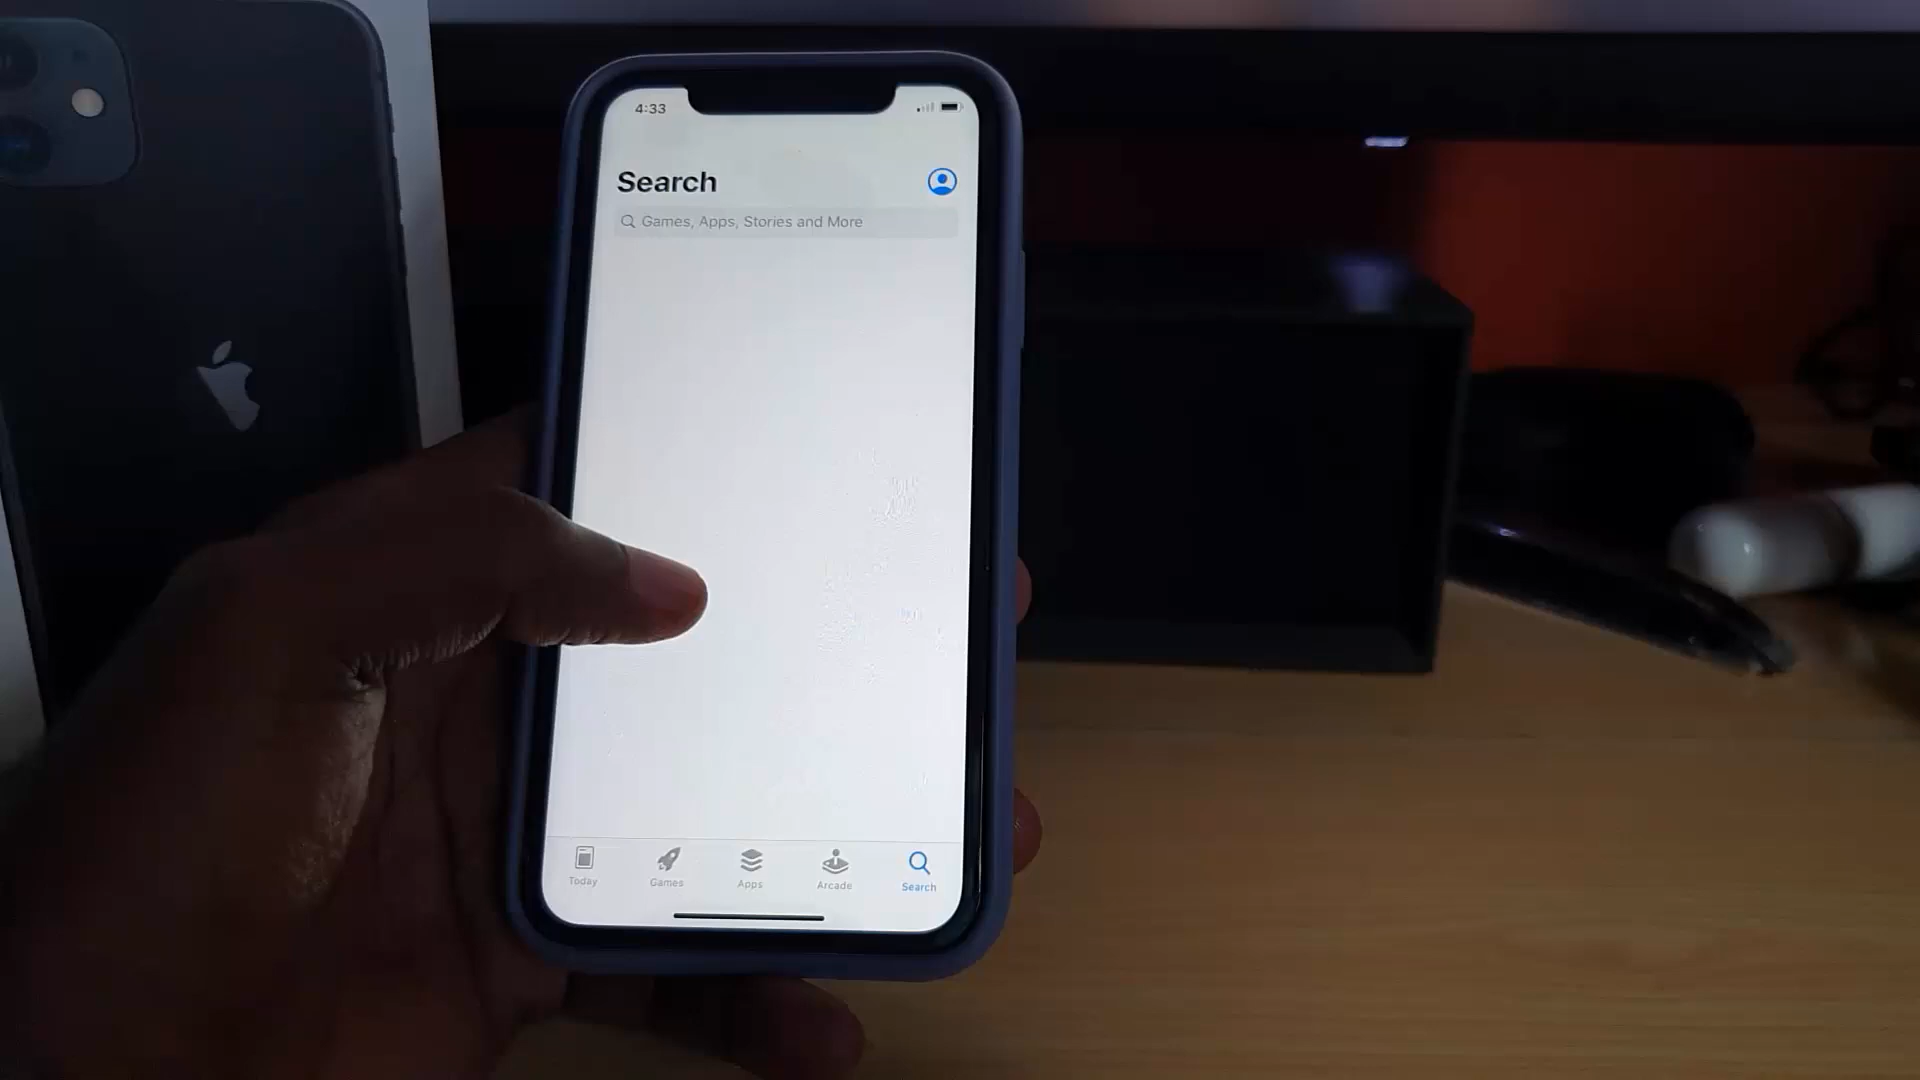 4:33
Search
Games, Apps, Stories and More
Today
Games
Apps
Arcade
Search